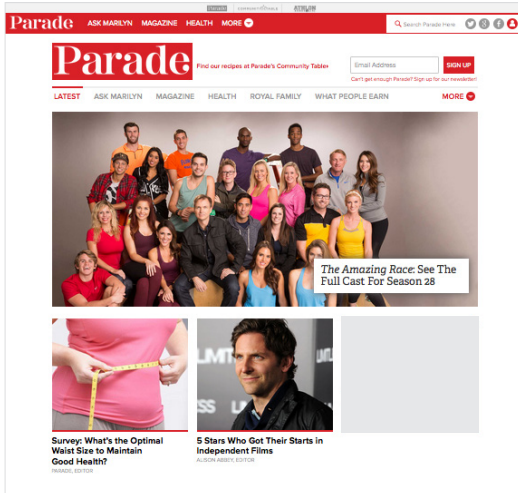 Parade
Parade ASK MARILYN MAGAZINE HEALTH MORE Search Parade Here
Parade
Find our recipes at Parade's Community Table
Email Address SIGN UP
Can't get enough Parade? Sign up for our newsletter!
LATEST ASK MARILYN MAGAZINE HEALTH ROYAL FAMILY WHAT PEOPLE EARN MORE
The Amazing Race: See The
Full Cast For Season 28
Survey: What's the Optimal
Waist Size to Maintain
Good Health?
PARADE, EDITOR
5 Stars Who Got Their Starts in
Independent Films
ALISON ABBEY, EDITOR